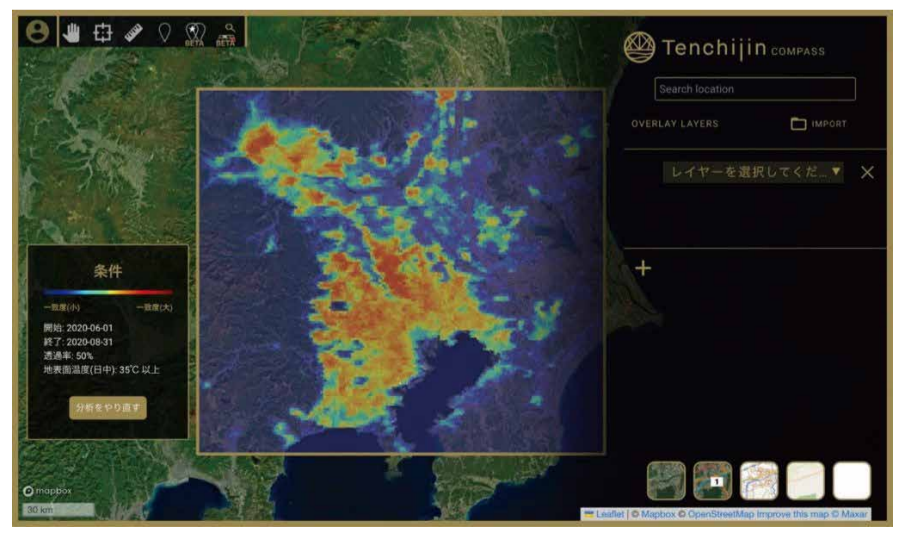 BETA
BETA
Tenchijin COMPASS
Search location
OVERLAY LAYERS
IMPORT
レイヤーを選択してくだ...▼
条件
一致度(小)
一致度(大)
開始: 2020-06-01
終了: 2020-08-31
透過率: 50%
地表面温度(日中): 35℃ 以上
分析をやり直す
1
mapbox
30 km
Leaflet | © Mapbox © OpenStreetMap Improve this map © Maxar